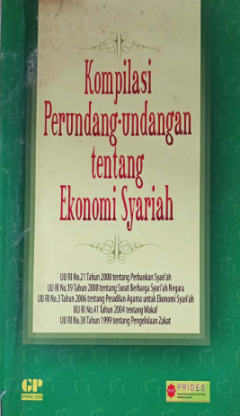 Kompilasi
Perundang-undangan
tentang
Ekonomi Syariah
UU RI No.21 Tahun 2008 tentang Perbankan Syari'ah
UU RI No.19 Tahun 2008 tentang Surat Berharga Syari'ah Negara
UU RI No.3 Tahun 2006 tentang Peradilan Agama untuk Ekonomi Syari'ah
UU RI No.41 Tahun 2004 tentang Wakaf
UU RI No.38 Tahun 1999 tentang Pengelolaan Zakat
GP
PRESS
PRIDES